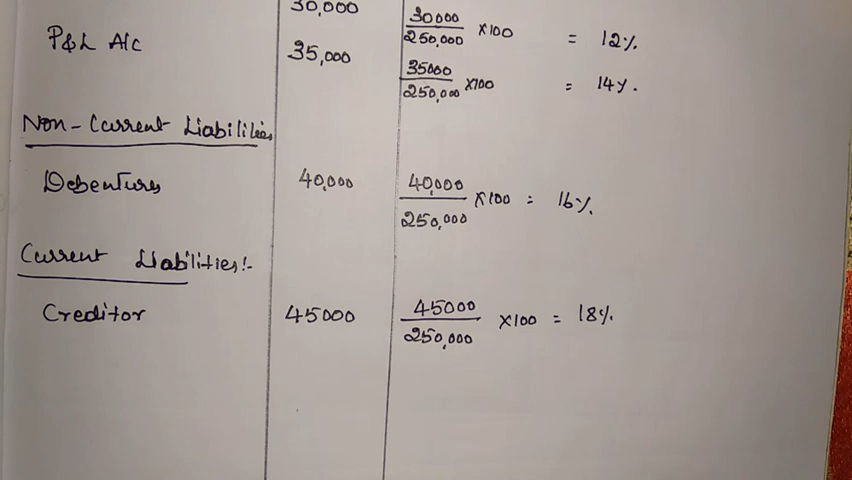 30,000 30000/250,000 ×100 = 12%
P&L A/c 35,000 35000/250,000 ×100 = 14%.
Non-Current Liabilities
Debentures 40,000 40,000/250,000 ×100 = 16%.
Current Liabilities:-
Creditor 45000 45000/250,000 ×100 = 18%.